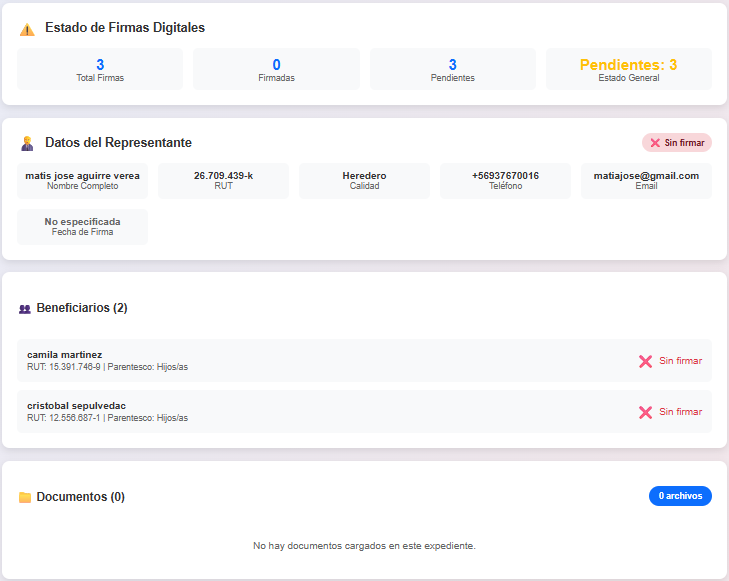 Estado de Firmas Digitales
3
Total Firmas
0
Firmadas
3
Pendientes
Pendientes: 3
Estado General
Datos del Representante
Sin firmar
matis jose aguirre verea
Nombre Completo
26.709.439-k
RUT
Heredero
Calidad
+56937670016
Teléfono
matiajose@gmail.com
Email
No especificada
Fecha de Firma
Beneficiarios (2)
camila martinez
RUT: 15.391.746-9 | Parentesco: Hijos/as
Sin firmar
cristobal sepulvedac
RUT: 12.556.687-1 | Parentesco: Hijos/as
Sin firmar
Documentos (0)
0 archivos
No hay documentos cargados en este expediente.